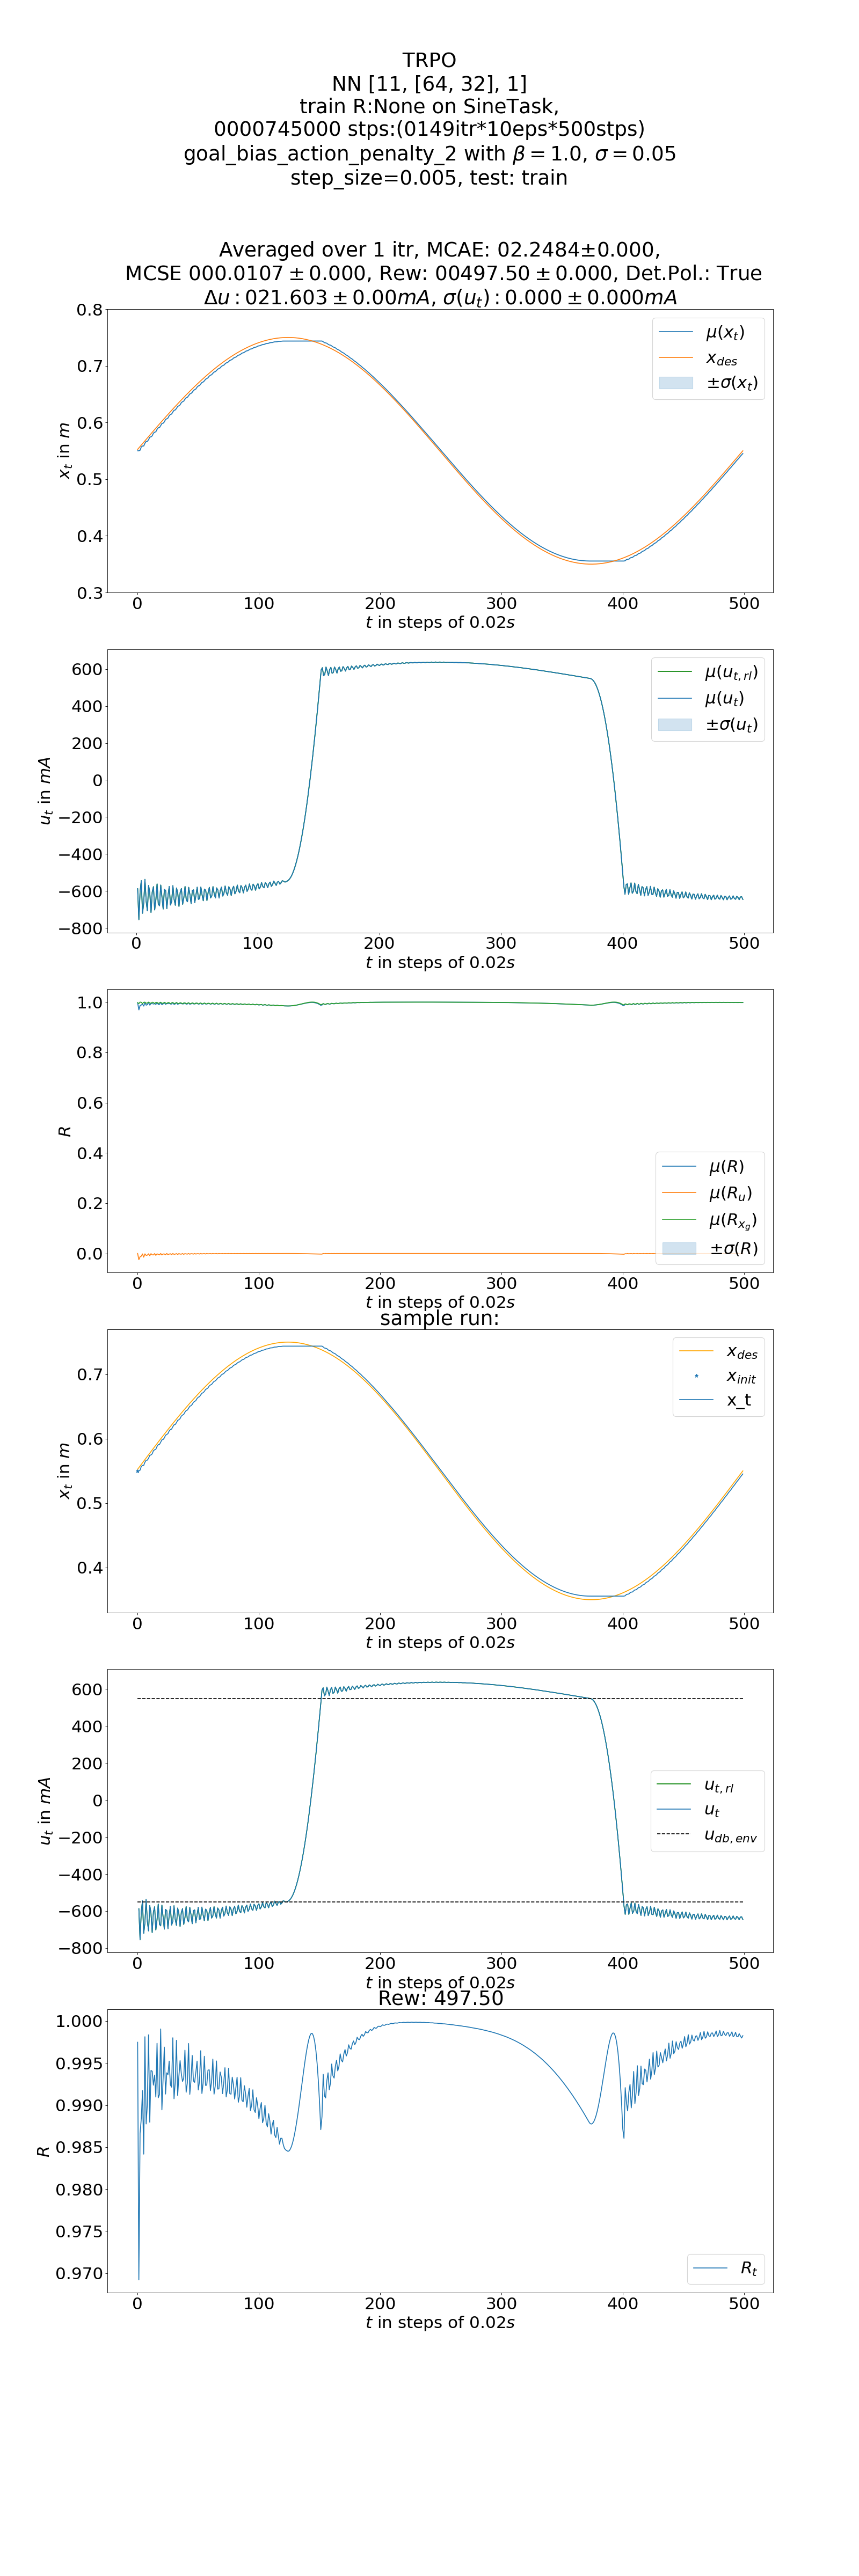 TRPO
NN [11, [64, 32], 1]
train R:None on SineTask,
0000745000 stps:(0149itr*10eps*500stps)
goal_bias_action_penalty_2 with β = 1.0, σ = 0.05
step_size=0.005, test: train
Averaged over 1 itr, MCAE: 02.2484±0.000,
MCSE 000.0107 ± 0.000, Rew: 00497.50 ± 0.000, Det.Pol.: True
Δu : 021.603 ± 0.00mA, σ(u_t) : 0.000 ± 0.000mA
0.8
0.7
0.6
0.5
0.4
0.3
x_t in m
μ(x_t)
x_des
±σ(x_t)
0 100 200 300 400 500
t in steps of 0.02s
600
400
200
0
−200
−400
−600
−800
u_t in mA
μ(u_t,rl)
μ(u_t)
±σ(u_t)
0 100 200 300 400 500
t in steps of 0.02s
1.0
0.8
0.6
0.4
0.2
0.0
R
μ(R)
μ(R_u)
μ(R_x_g)
±σ(R)
0 100 200 300 400 500
t in steps of 0.02s
sample run:
0.7
0.6
0.5
0.4
x_t in m
x_des
x_init
x_t
0 100 200 300 400 500
t in steps of 0.02s
600
400
200
0
−200
−400
−600
−800
u_t in mA
u_t,rl
u_t
u_db,env
0 100 200 300 400 500
t in steps of 0.02s
Rew: 497.50
1.000
0.995
0.990
0.985
0.980
0.975
0.970
R
R_t
0 100 200 300 400 500
t in steps of 0.02s